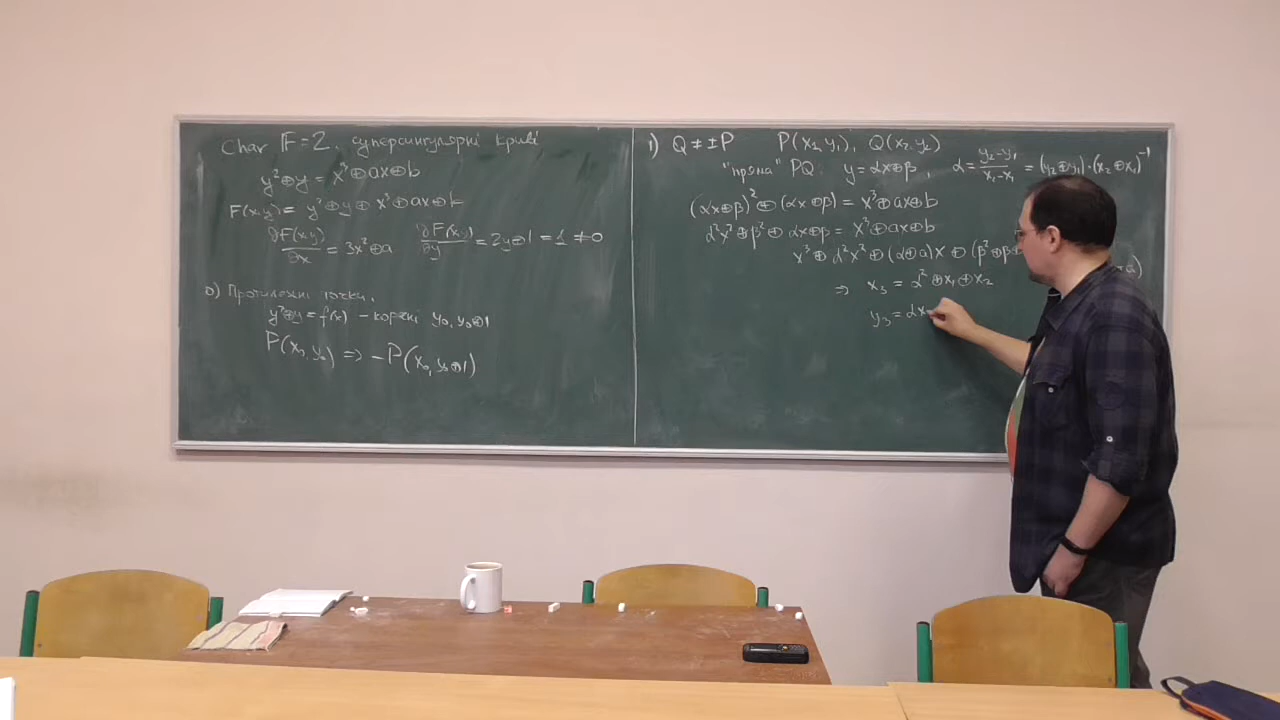 Char F = 2, суперсингулярні криві
y² ⊕ y = x³ ⊕ ax ⊕ b
F(x,y) = y² ⊕ y ⊕ x³ ⊕ ax ⊕ b
∂F(x,y)/∂x = 3x² ⊕ a  ∂F(x,y)/∂y = 2y ⊕ 1 = 1 ≠ 0
0) Протилежні точки.
y² ⊕ y = f(x) – корені y₀, y₀ ⊕ 1
P(x₀, y₀) ⇒ –P(x₀, y₀ ⊕ 1)
1) Q ≠ ±P  P(x₁, y₁), Q(x₂, y₂)
"пряма" PQ: y = αx ⊕ β, α = (y₂ – y₁)/(x₂ – x₁) = (y₂ ⊕ y₁)·(x₂ ⊕ x₁)⁻¹
(αx ⊕ β)² ⊕ (αx ⊕ β) = x³ ⊕ ax ⊕ b
α²x² ⊕ β² ⊕ αx ⊕ β = x³ ⊕ ax ⊕ b
x³ ⊕ α²x² ⊕ (α ⊕ a)x ⊕ (β² ⊕ β ⊕
⇒ x₃ = α² ⊕ x₁ ⊕ x₂
y₃ = αx